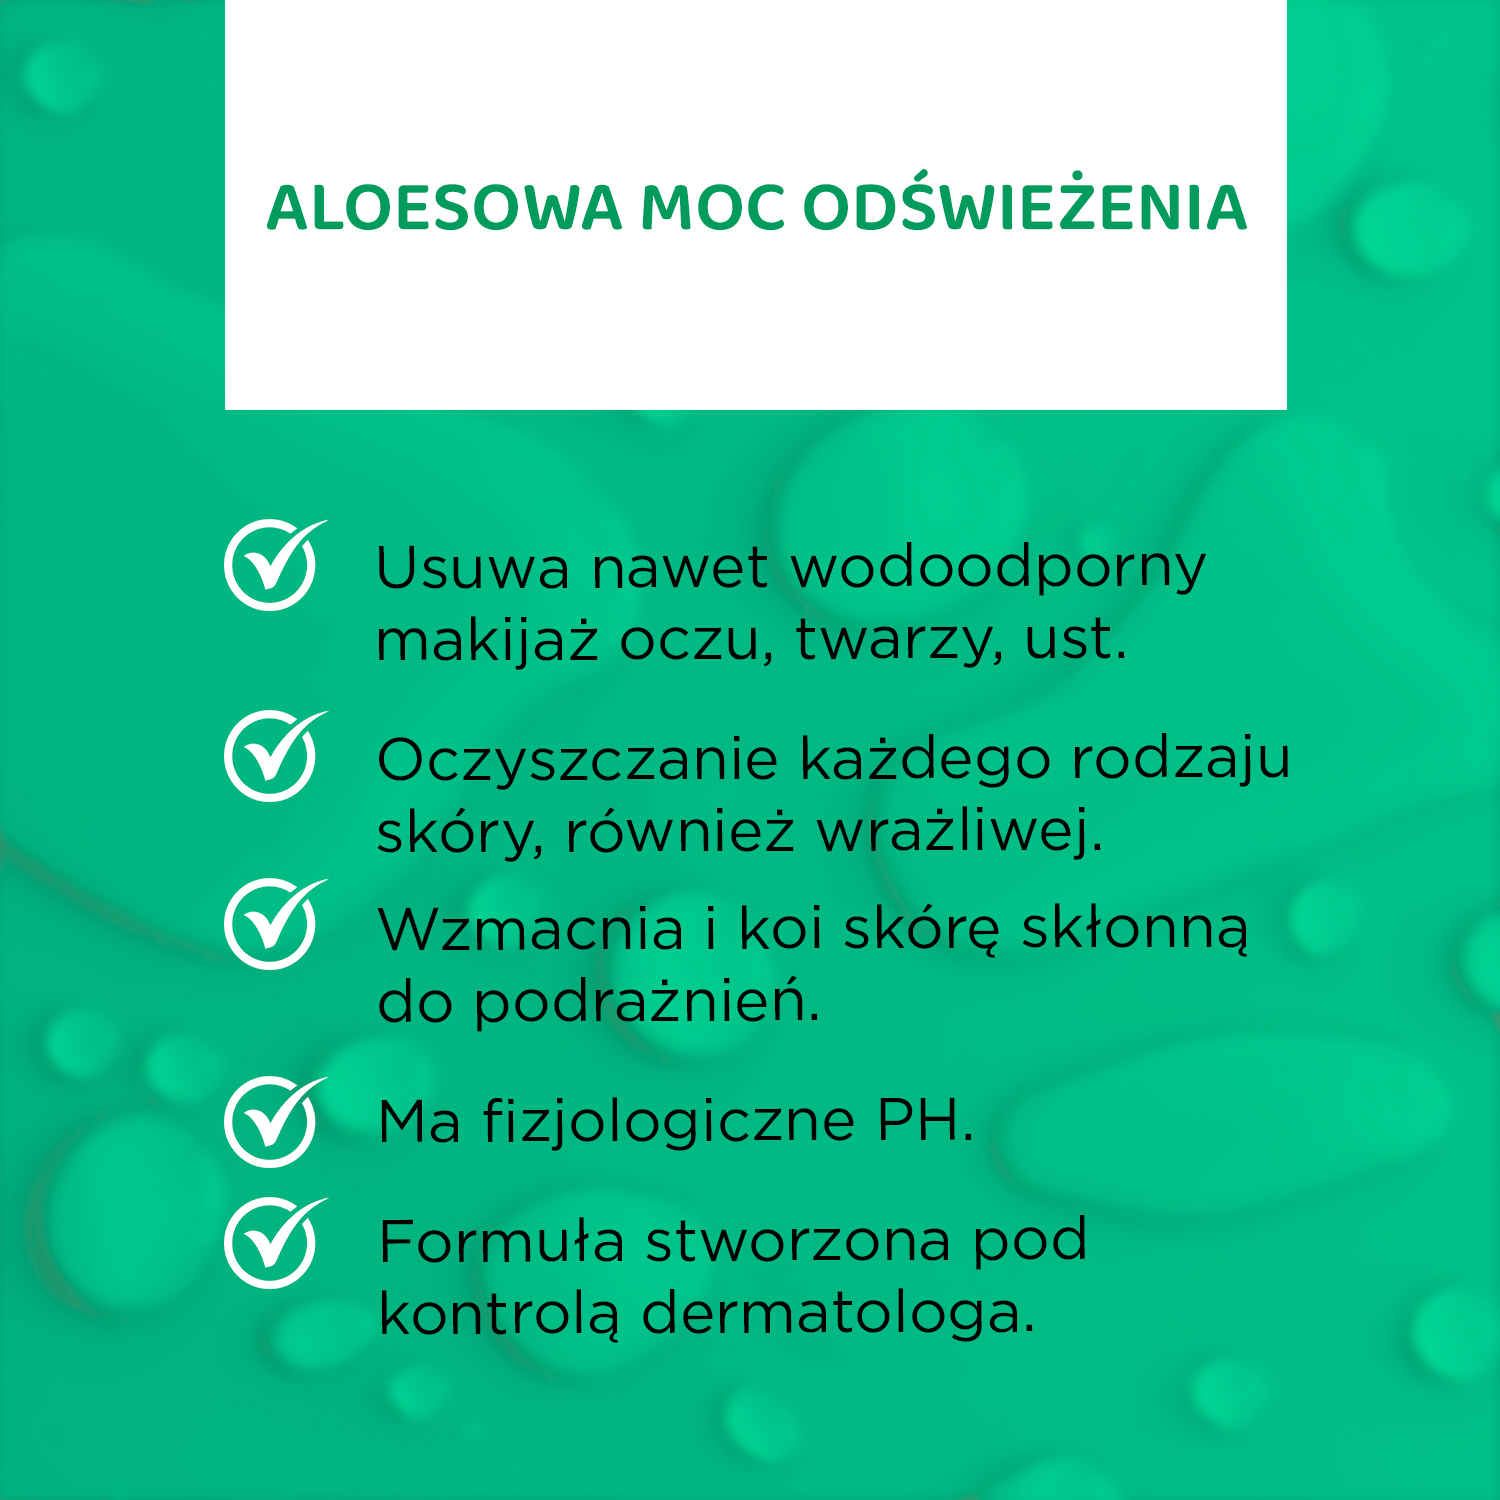 ALOESOWA MOC ODŚWIEŻENIA
Usuwa nawet wodoodporny
makijaż oczu, twarzy, ust.
Oczyszczanie każdego rodzaju
skóry, również wrażliwej.
Wzmacnia i koi skórę skłonną
do podrażnień.
Ma fizjologiczne PH.
Formuła stworzona pod
kontrolą dermatologa.